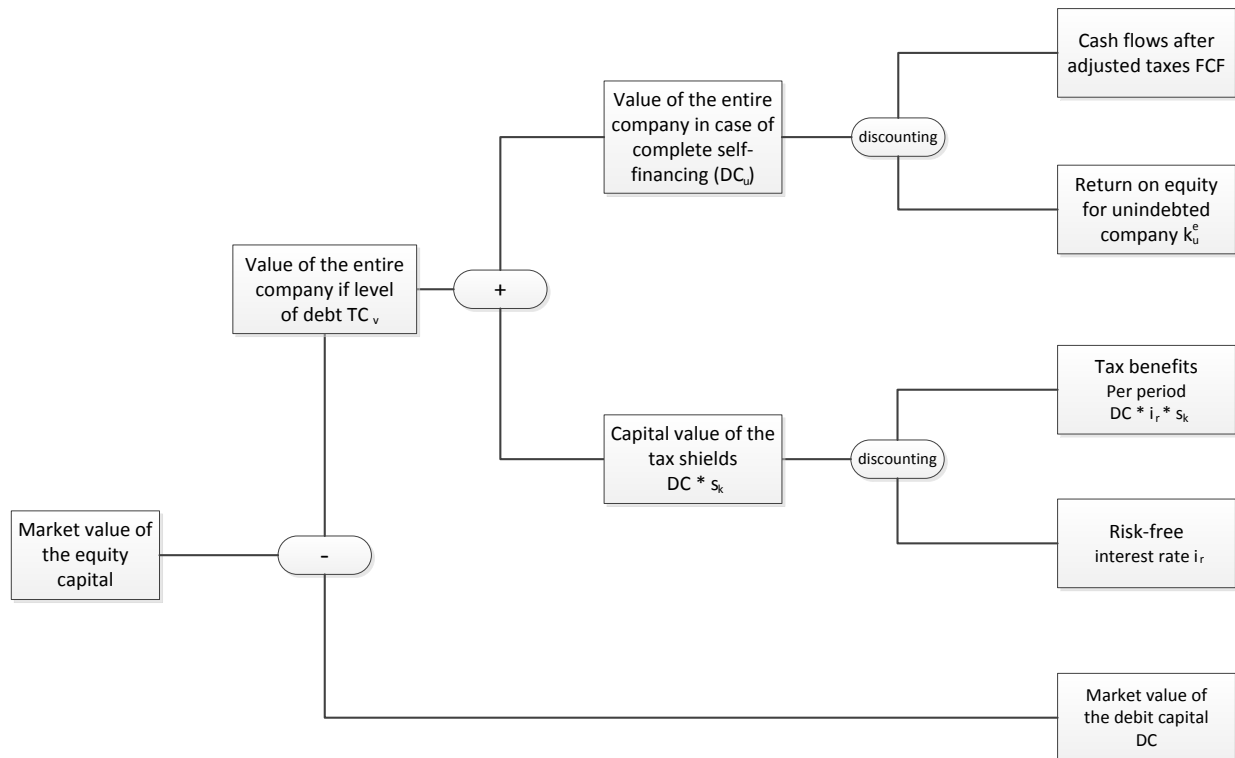 Cash flows after
adjusted taxes FCF
Value of the entire
company in case of
complete self-
financing (DCᵤ)
discounting
Return on equity
for unindebted
company kᵤᵉ
Value of the entire
company if level
of debt TC ᵥ
+
Tax benefits
Per period
DC * iᵣ * sₖ
Capital value of the
tax shields
DC * sₖ
discounting
Market value of
the equity
capital
-
Risk-free
interest rate iᵣ
Market value of
the debit capital
DC